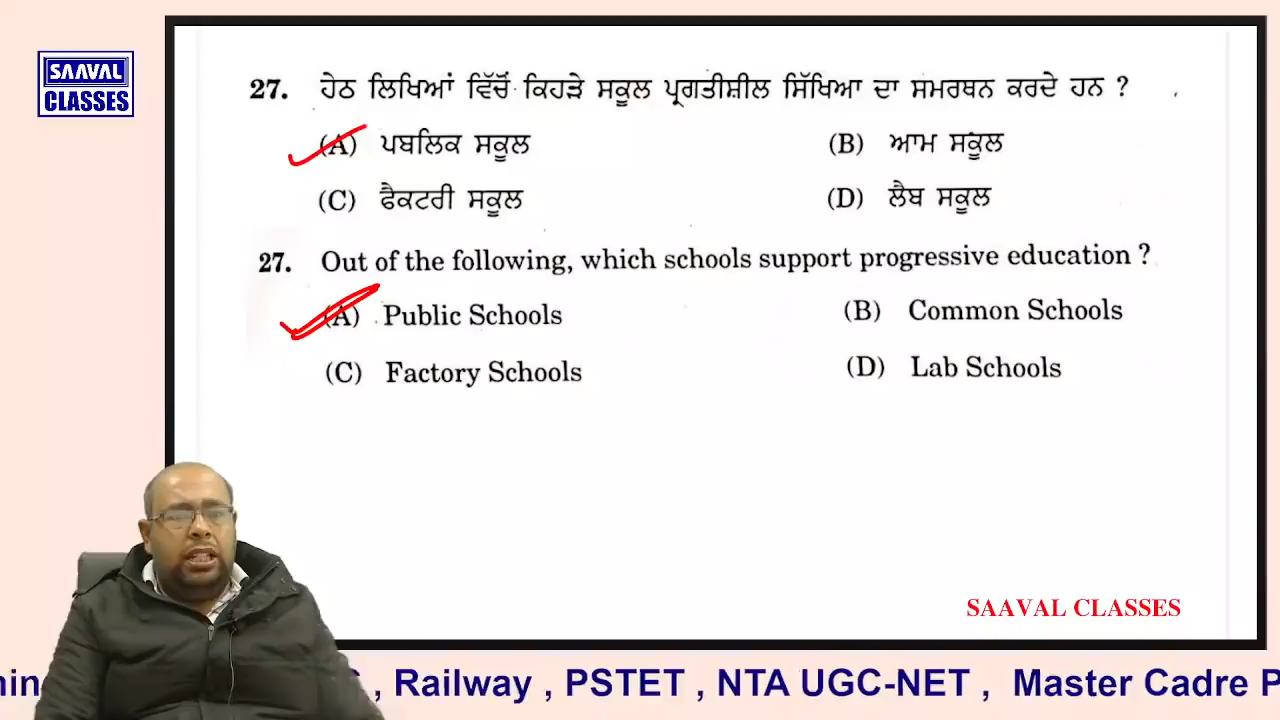 SAAVAL
CLASSES
27. ਹੇਠ ਲਿਖਿਆਂ ਵਿੱਚੋਂ ਕਿਹੜੇ ਸਕੂਲ ਪ੍ਰਗਤੀਸ਼ੀਲ ਸਿੱਖਿਆ ਦਾ ਸਮਰਥਨ ਕਰਦੇ ਹਨ ?
(A) ਪਬਲਿਕ ਸਕੂਲ (B) ਆਮ ਸਕੂਲ
(C) ਫੈਕਟਰੀ ਸਕੂਲ (D) ਲੈਬ ਸਕੂਲ
27. Out of the following, which schools support progressive education ?
(A) Public Schools (B) Common Schools
(C) Factory Schools (D) Lab Schools
SAAVAL CLASSES
, Railway , PSTET , NTA UGC-NET , Master Cadre